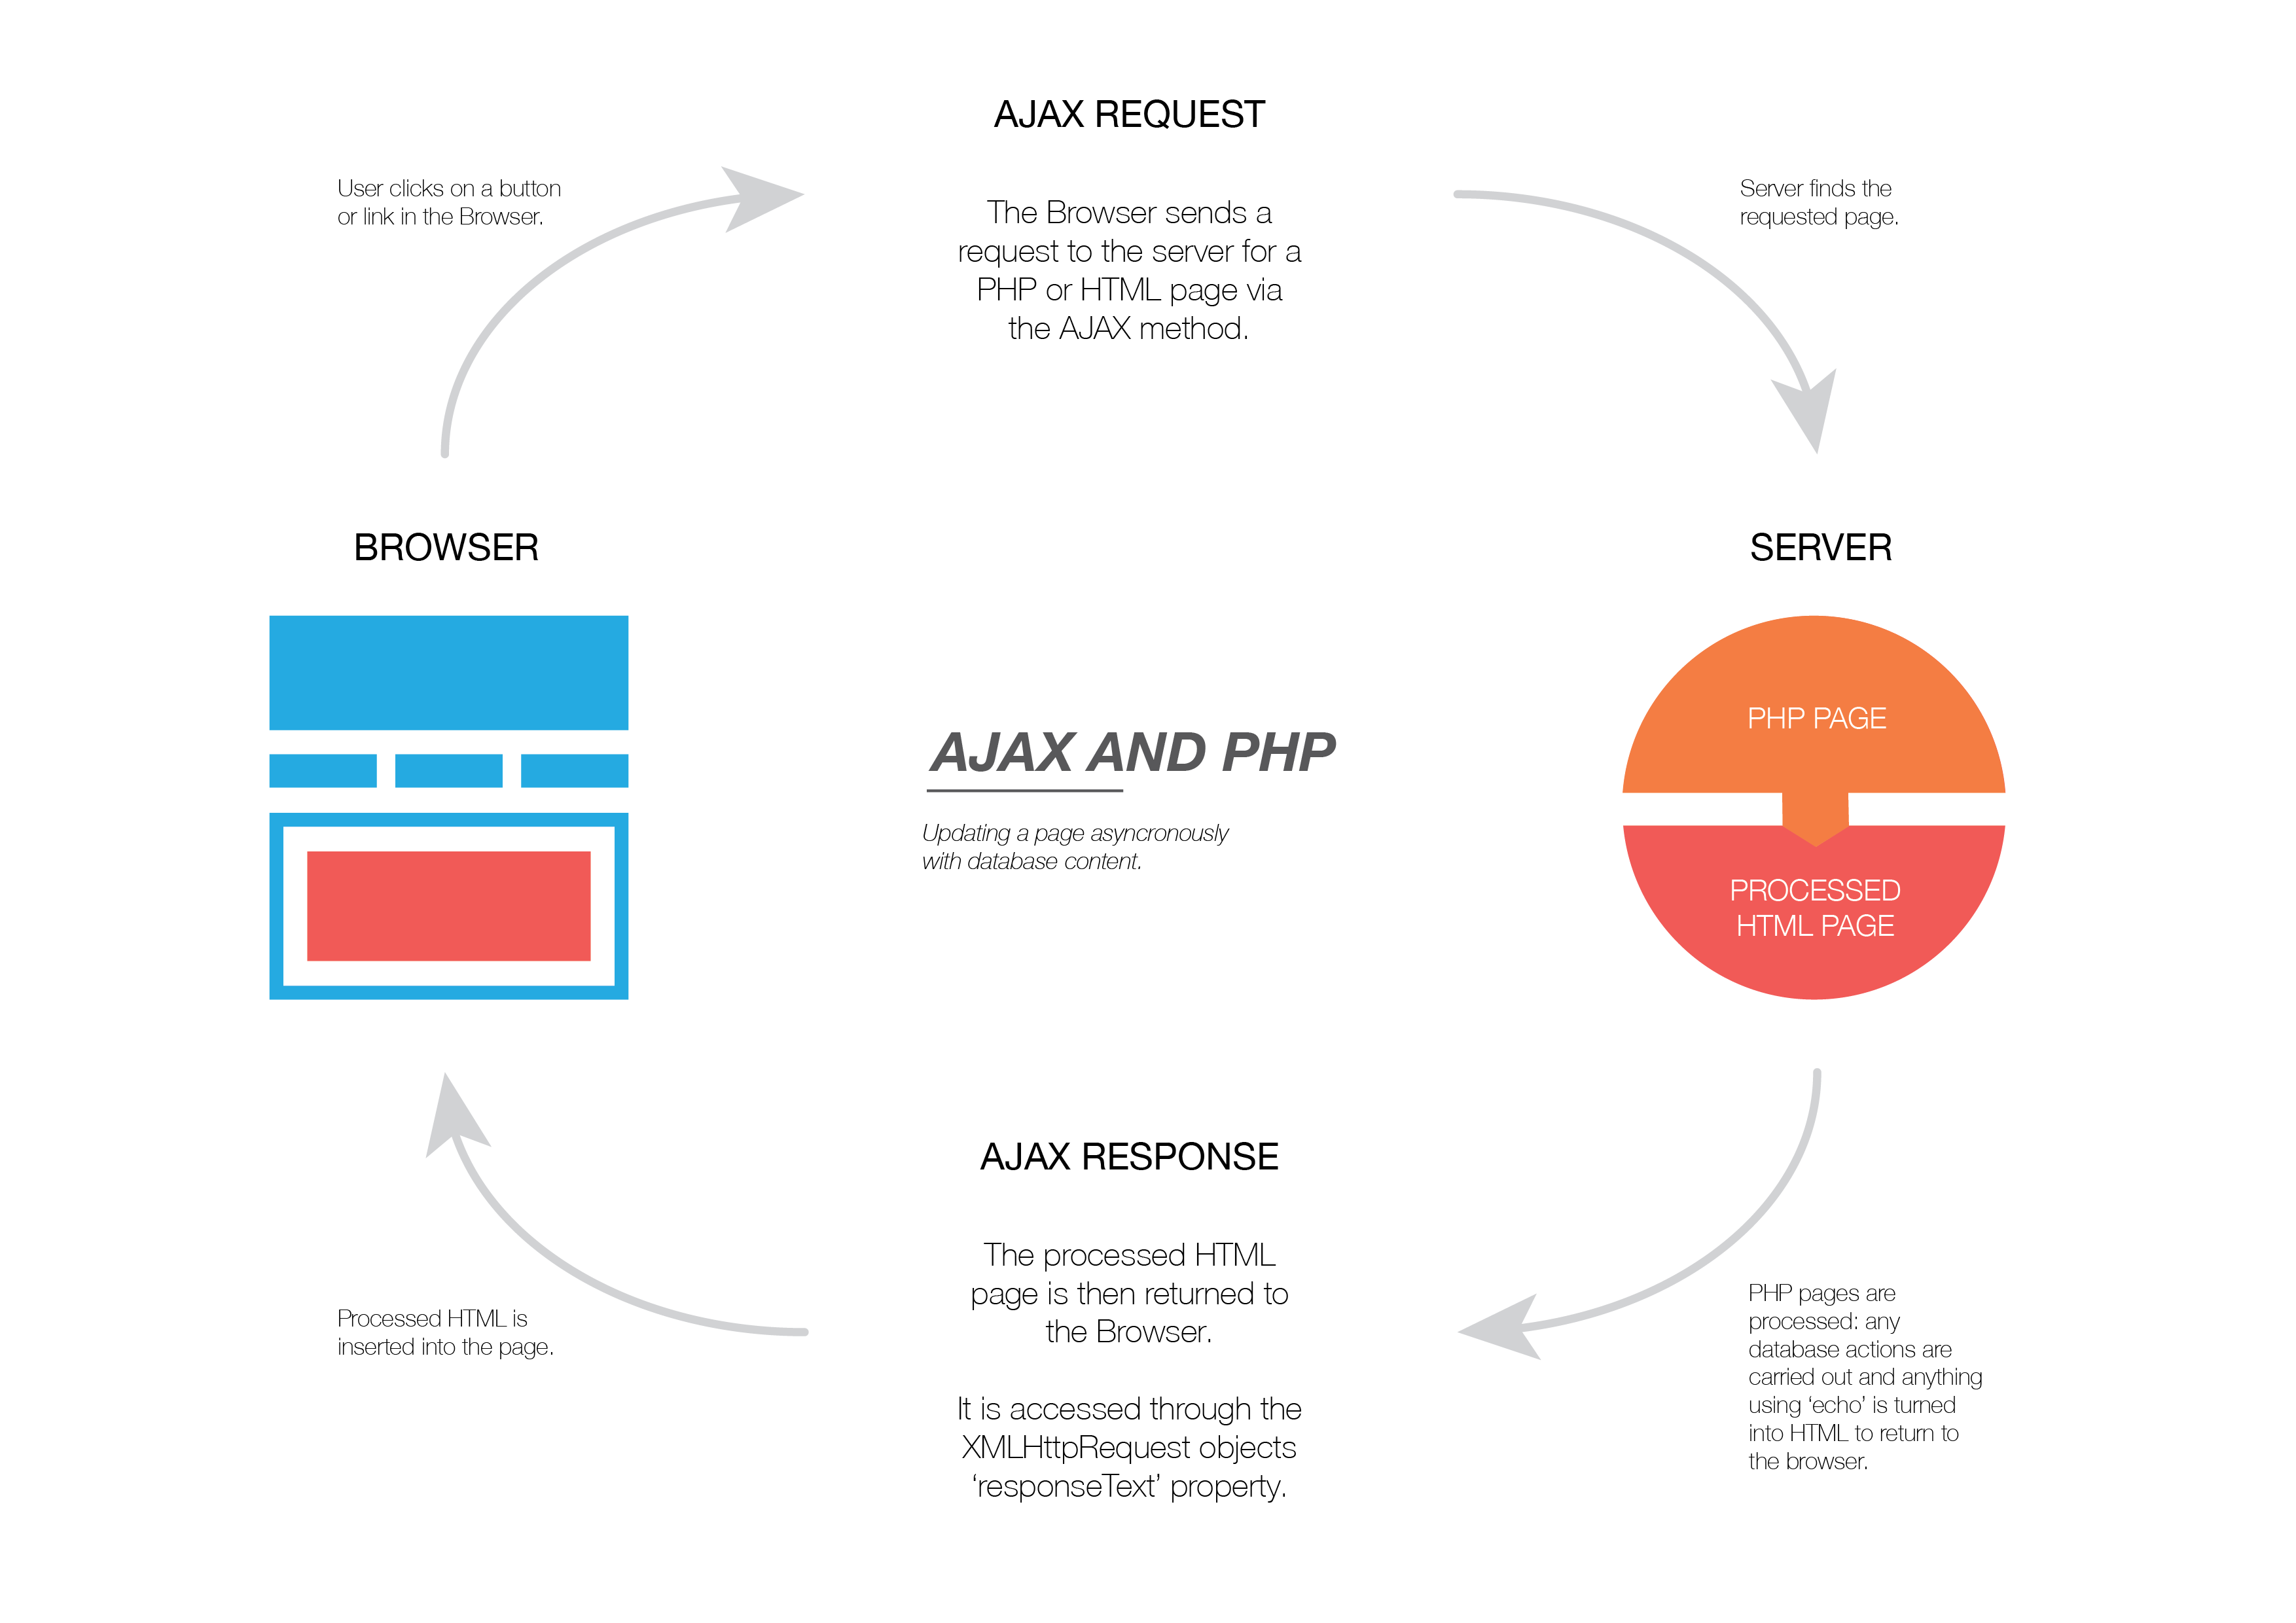 AJAX REQUEST
User clicks on a button
or link in the Browser.
The Browser sends a
request to the server for a
PHP or HTML page via
the AJAX method.
Server finds the
requested page.
BROWSER
SERVER
PHP PAGE
PROCESSED
HTML PAGE
AJAX AND PHP
Updating a page asyncronously
with database content.
AJAX RESPONSE
The processed HTML
page is then returned to
the Browser.
It is accessed through the
XMLHttpRequest objects
‘responseText’ property.
PHP pages are
processed: any
database actions are
carried out and anything
using ‘echo’ is turned
into HTML to return to
the browser.
Processed HTML is
inserted into the page.